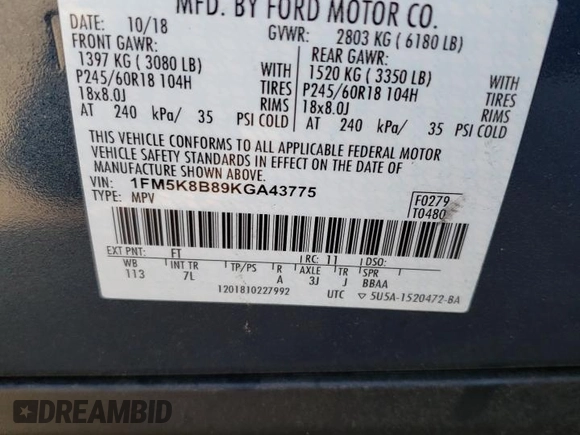 MFD. BY FORD MOTOR CO.
DATE: 10/18 GVWR: 2803 KG ( 6180 LB)
FRONT GAWR: REAR GAWR:
1397 KG ( 3080 LB) WITH 1520 KG ( 3350 LB) WITH
P245/60R18 104H TIRES P245/60R18 104H TIRES
18x8.0J RIMS 18x8.0J RIMS
AT 240 kPa/ 35 PSI COLD AT 240 kPa/ 35 PSI COLD
THIS VEHICLE CONFORMS TO ALL APPLICABLE FEDERAL MOTOR
VEHICLE SAFETY STANDARDS IN EFFECT ON THE DATE OF
MANUFACTURE SHOWN ABOVE.
VIN: 1FM5K8B89KGA43775 F0279
TYPE: MPV T0480
EXT PNT: FT RC: 11 DSO:
WB INT TR TP/PS R AXLE TR SPR
113 7L A 3J J BBAA
1201810227992 UTC ▽ 5U5A-1520472-BA
DREAMBID